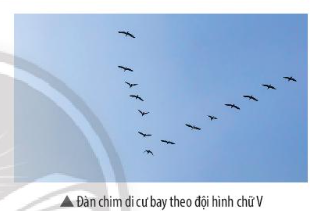 ▲ Đàn chim di cư bay theo đội hình chữ V